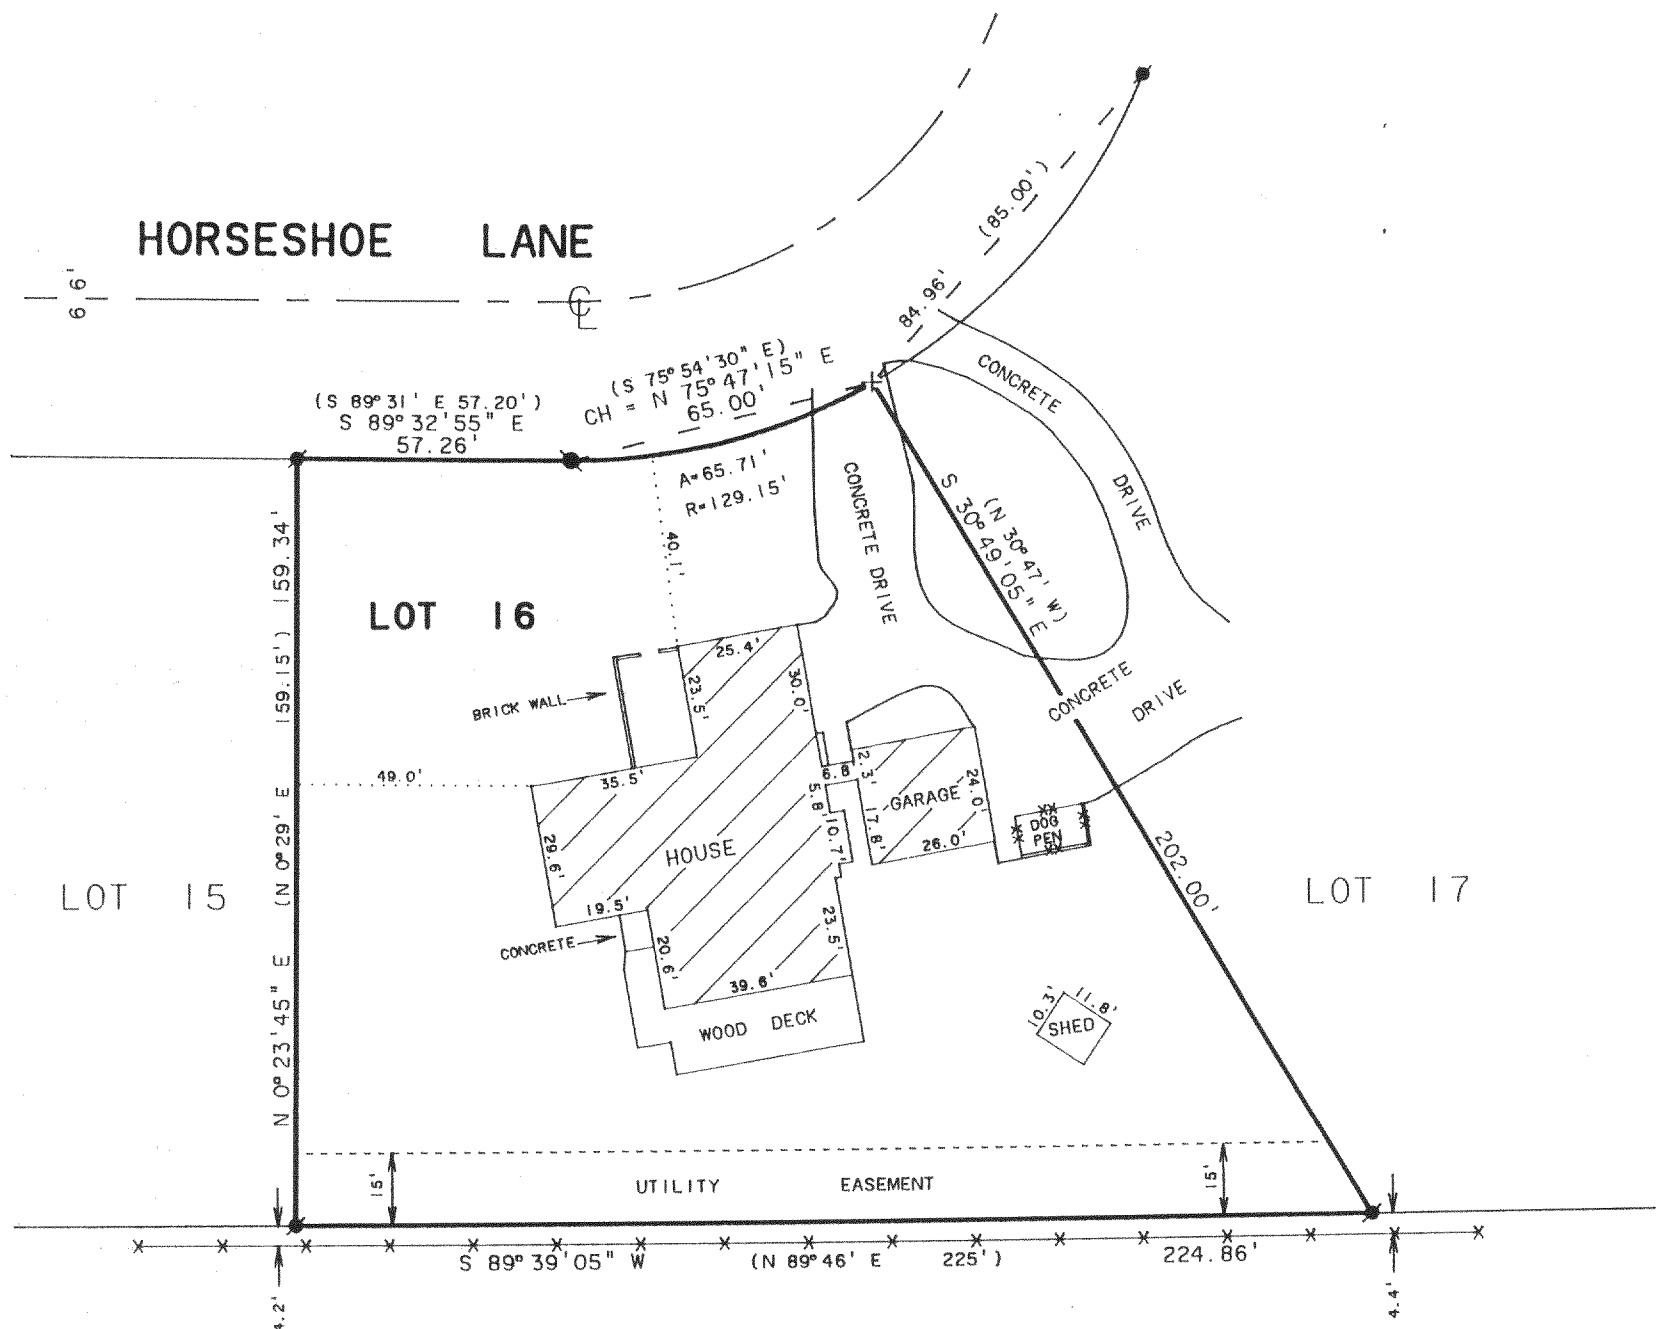 (85.00')
HORSESHOE LANE
66'
CL
84.96'
(S 75°54'30" E)
CH = N 75°47'15" E
65.00'
(S 89°31' E 57.20')
S 89°32'55" E
57.26'
CONCRETE
DRIVE
A=65.71'
R=129.15'
CONCRETE DRIVE
(N 30°47' W)
S 30°49'05" E
202.00'
40.1'
LOT 16
N 0°23'45" E (N 0°29' E 159.15') 159.34'
25.4'
23.5'
30.0'
BRICK WALL
CONCRETE
DRIVE
49.0'
35.5'
6.8'
5.8'
2.3'
17.8'
GARAGE
24.0'
26.0'
10.7'
DOG
PEN
29.6'
HOUSE
LOT 15
LOT 17
19.5'
CONCRETE
20.6'
23.5'
39.6'
WOOD DECK
10.3'
11.8'
SHED
15'
UTILITY EASEMENT
15'
S 89°39'05" W (N 89°46' E 225') 224.86'
4.2'
4.4'